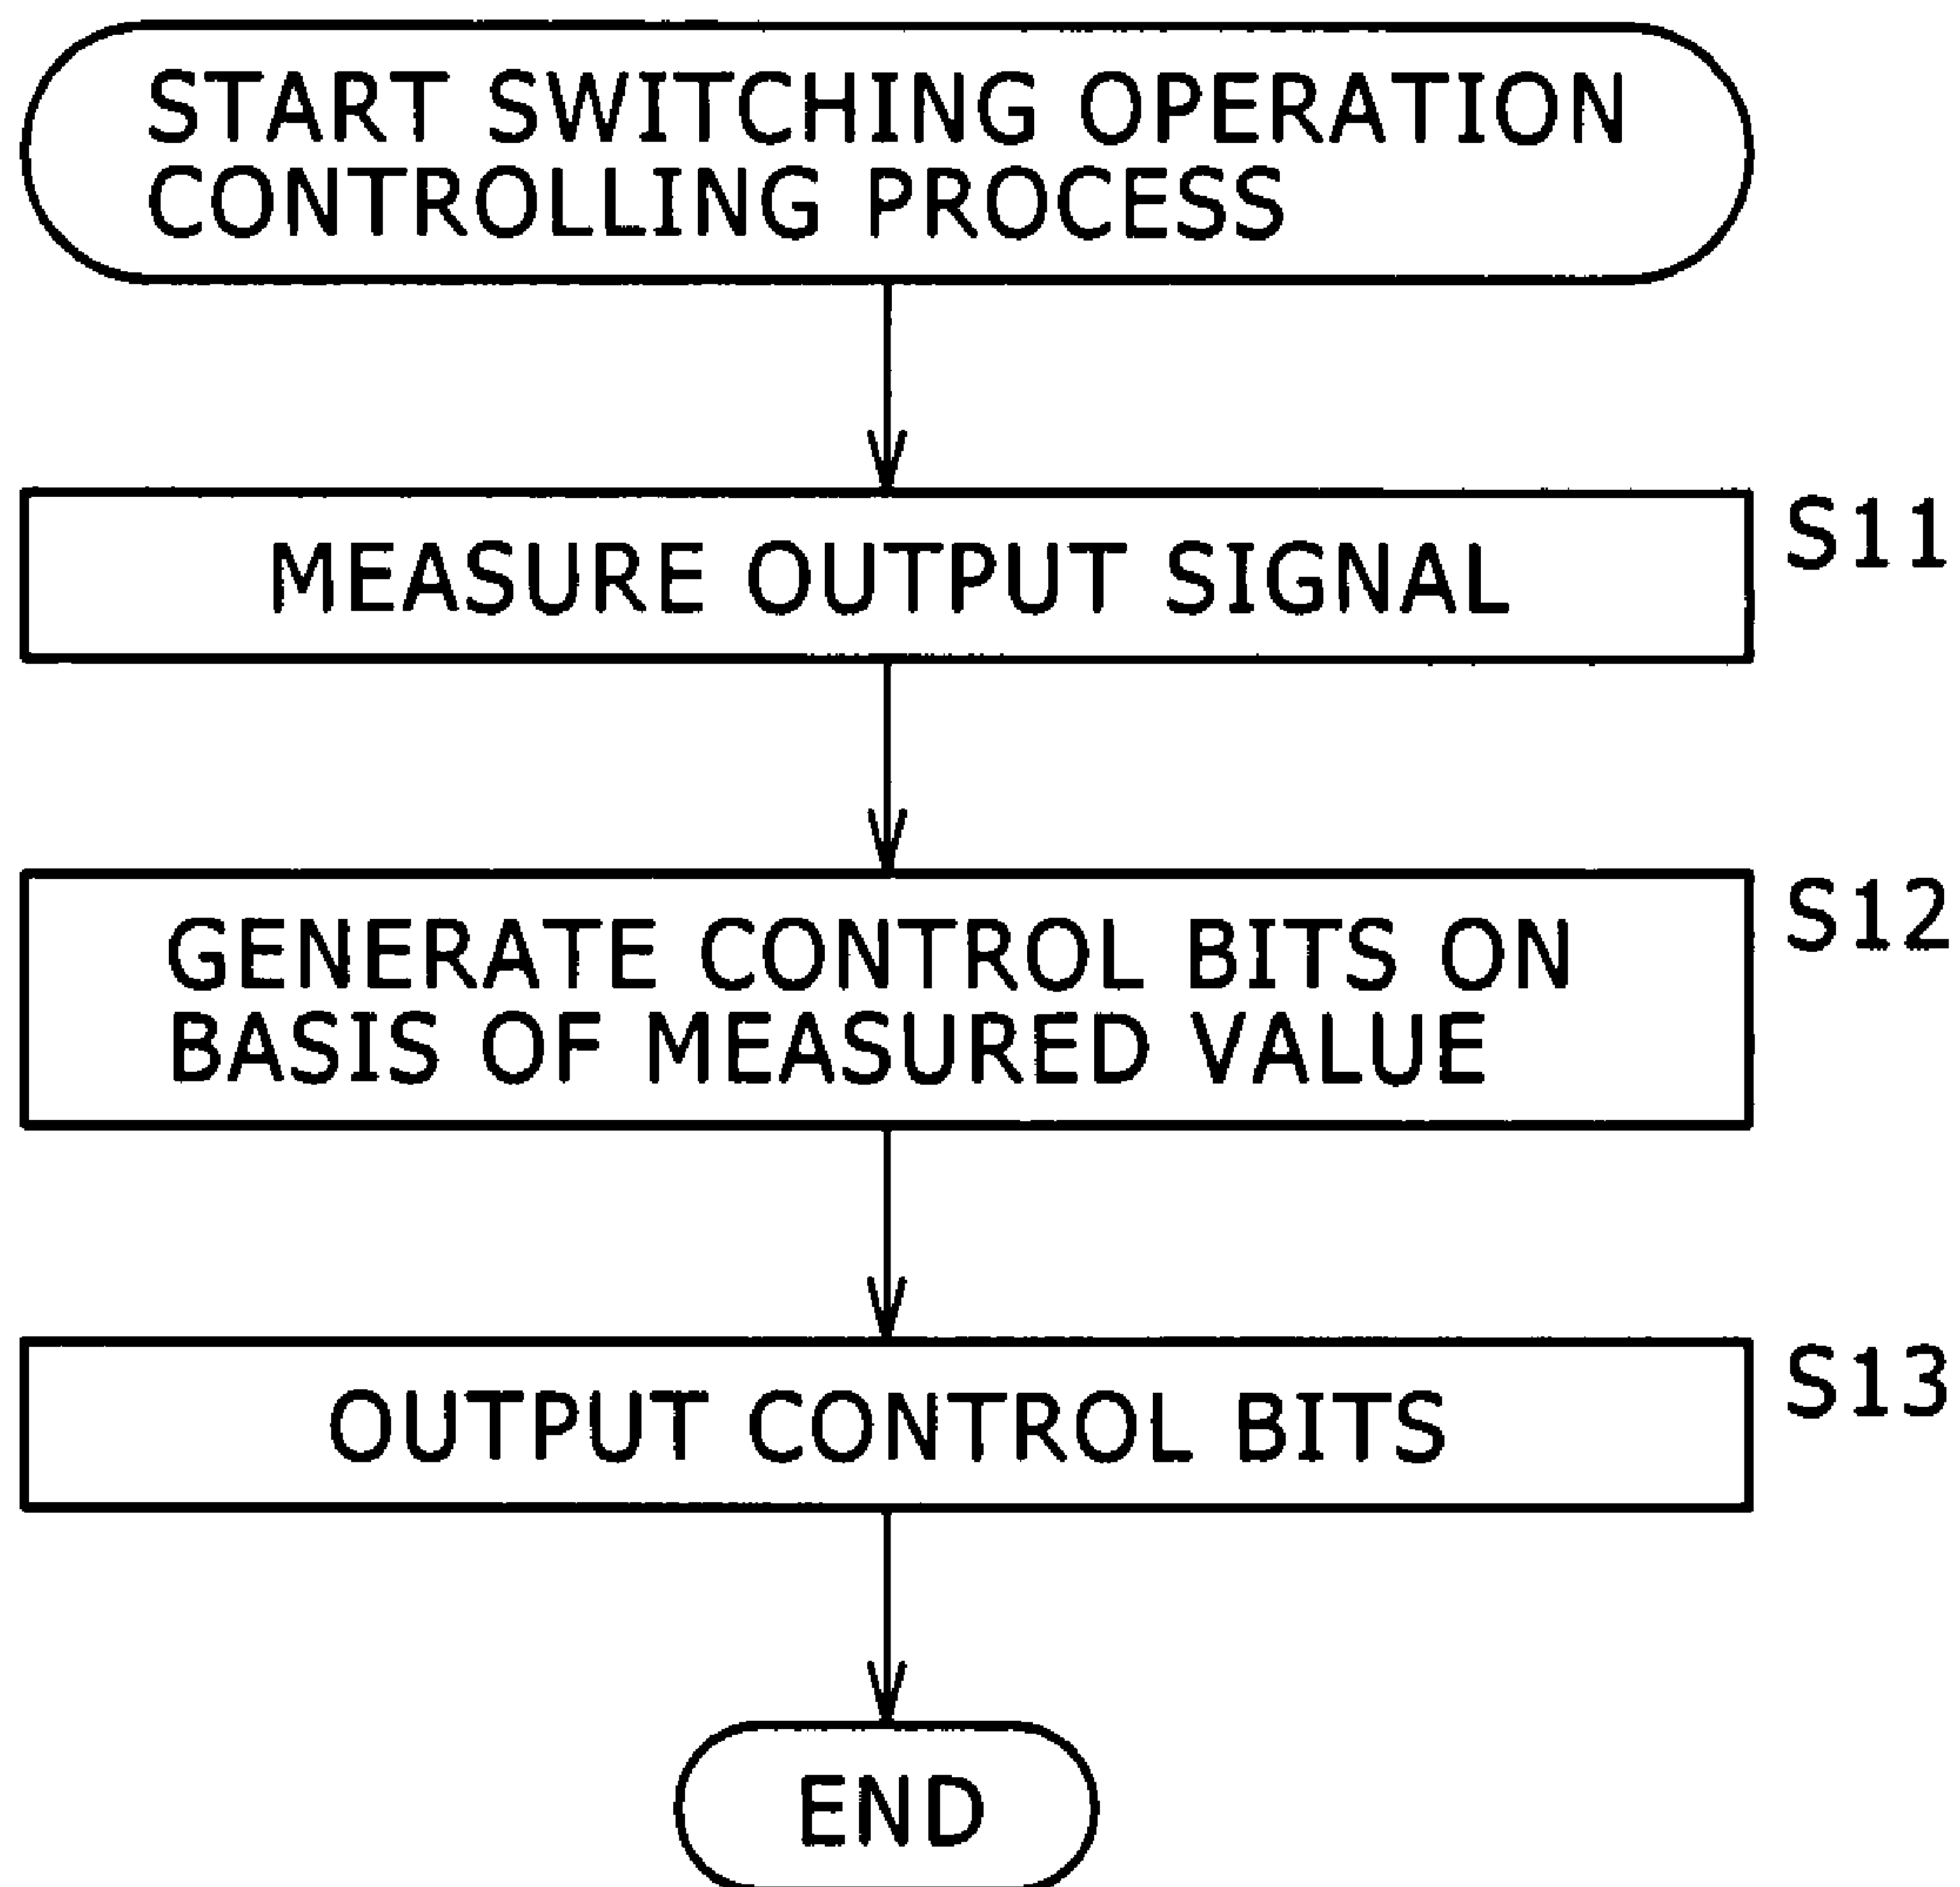 START SWITCHING OPERATION
CONTROLLING PROCESS
MEASURE OUTPUT SIGNAL
S11
GENERATE CONTROL BITS ON
BASIS OF MEASURED VALUE
S12
OUTPUT CONTROL BITS
S13
END